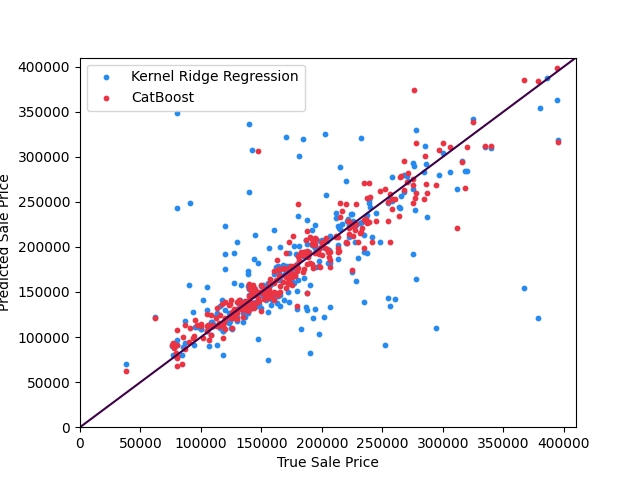 Kernel Ridge Regression
CatBoost
400000
350000
300000
250000
200000
150000
100000
50000
0
Predicted Sale Price
0 50000 100000 150000 200000 250000 300000 350000 400000
True Sale Price